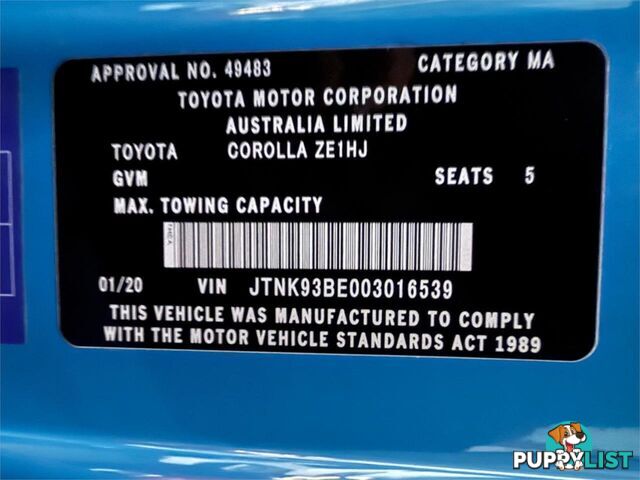 APPROVAL NO. 49483 CATEGORY MA
TOYOTA MOTOR CORPORATION
AUSTRALIA LIMITED
TOYOTA COROLLA ZE1HJ
GVM SEATS 5
MAX. TOWING CAPACITY
01/20 VIN JTNK93BE003016539
THIS VEHICLE WAS MANUFACTURED TO COMPLY
WITH THE MOTOR VEHICLE STANDARDS ACT 1989
PUPPYLIST